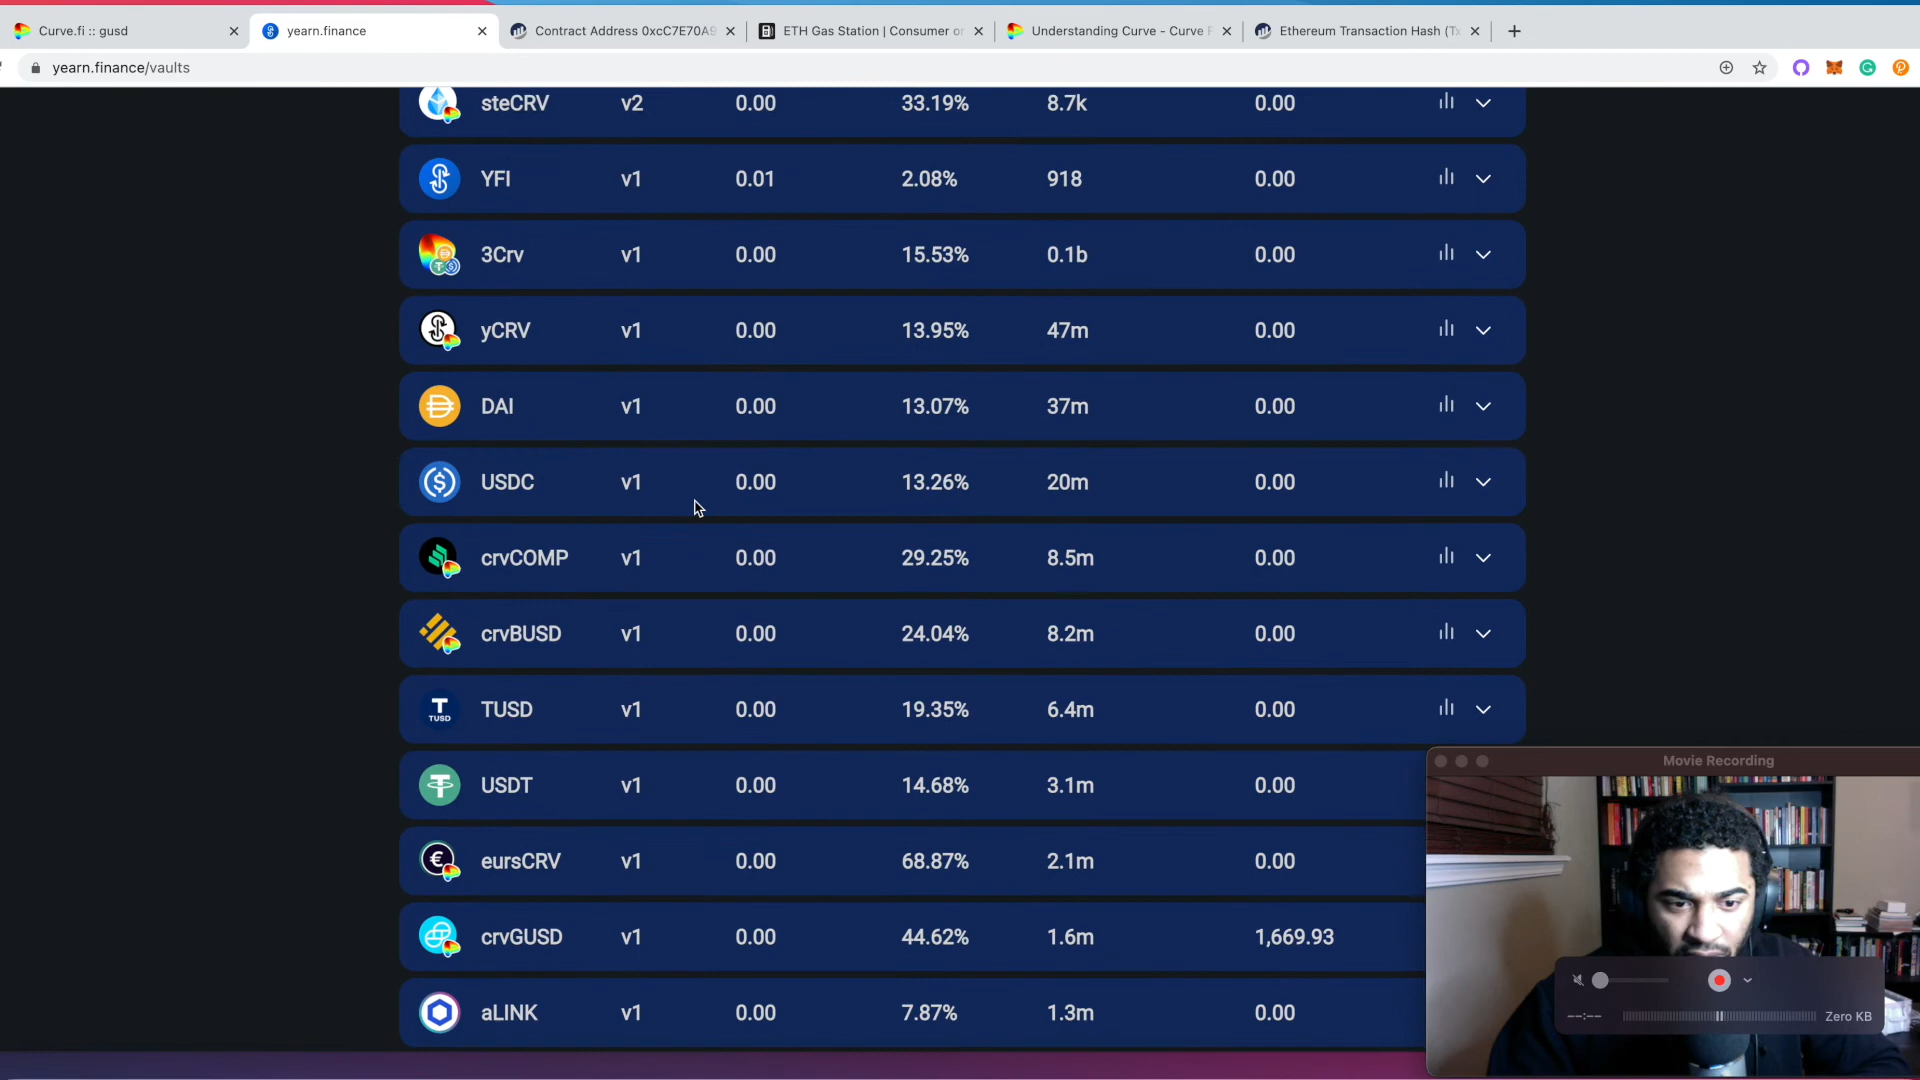 Curve.fi :: gusd
yearn.finance
Contract Address 0xcC7E70A9
ETH Gas Station | Consumer or
Understanding Curve - Curve F
Ethereum Transaction Hash (Tx
yearn.finance/vaults
steCRV v2 0.00 33.19% 8.7k 0.00
YFI v1 0.01 2.08% 918 0.00
3Crv v1 0.00 15.53% 0.1b 0.00
yCRV v1 0.00 13.95% 47m 0.00
DAI v1 0.00 13.07% 37m 0.00
USDC v1 0.00 13.26% 20m 0.00
crvCOMP v1 0.00 29.25% 8.5m 0.00
crvBUSD v1 0.00 24.04% 8.2m 0.00
T
TUSD
TUSD v1 0.00 19.35% 6.4m 0.00
Movie Recording
USDT v1 0.00 14.68% 3.1m 0.00
eursCRV v1 0.00 68.87% 2.1m 0.00
crvGUSD v1 0.00 44.62% 1.6m 1,669.93
aLINK v1 0.00 7.87% 1.3m 0.00
--:--
Zero KB